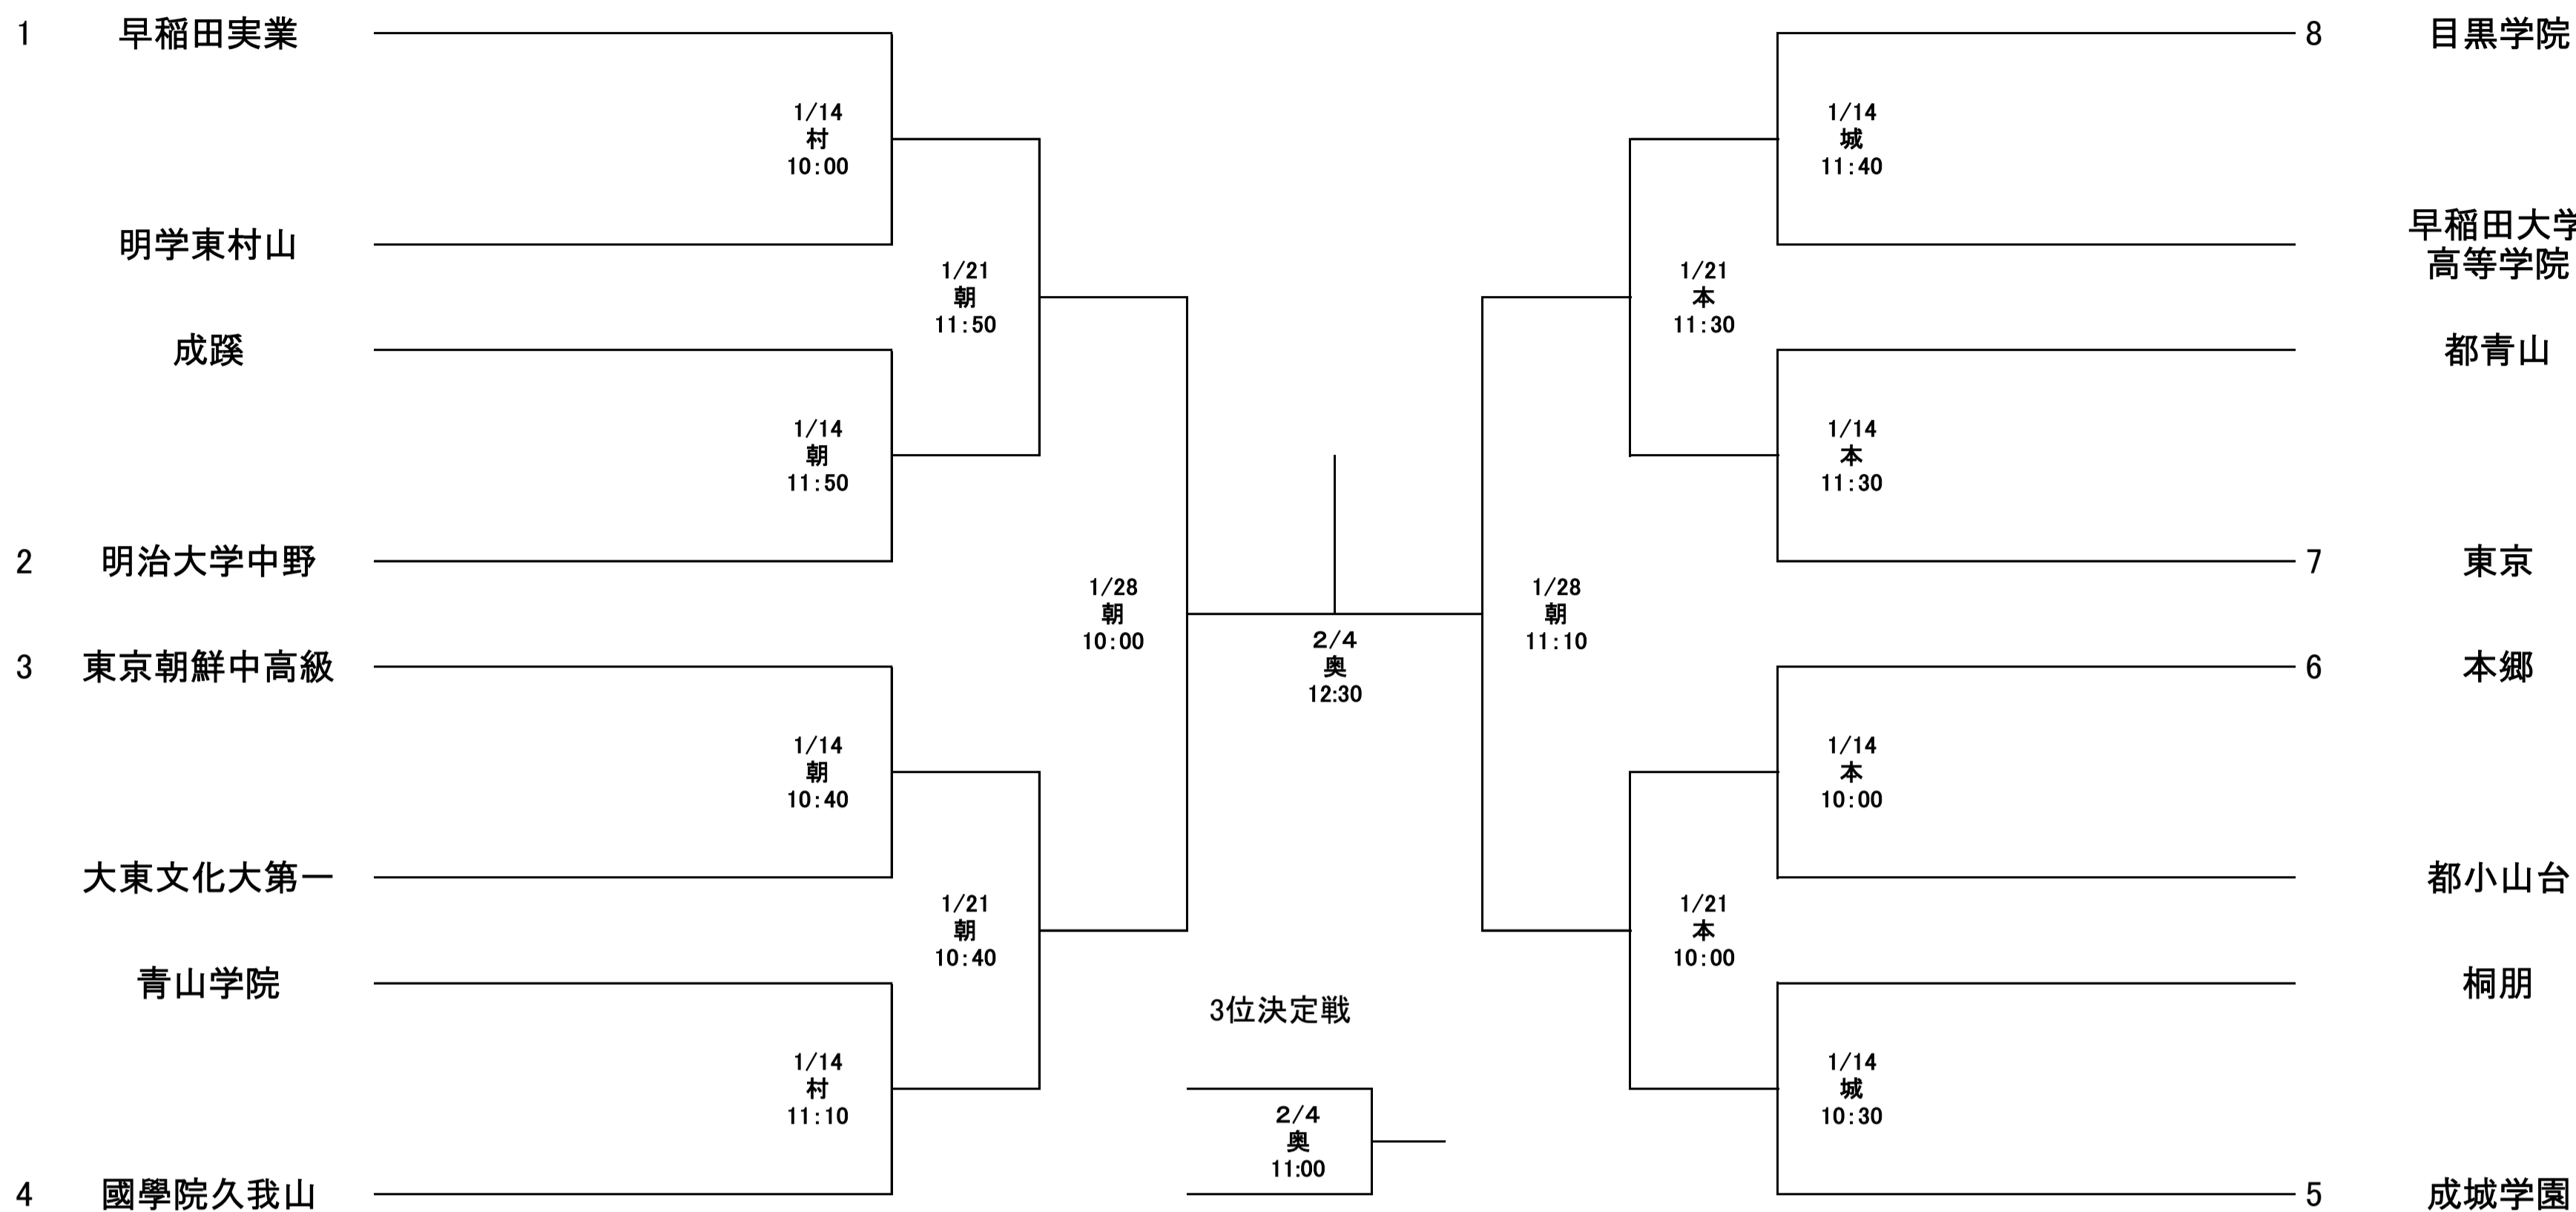 1 早稲田実業
8 目黒学院
1/14
村
10:00
1/14
城
11:40
明学東村山
早稲田大学
高等学院
1/21
朝
11:50
1/21
本
11:30
成蹊
都青山
1/14
朝
11:50
1/14
本
11:30
2 明治大学中野
7 東京
1/28
朝
10:00
1/28
朝
11:10
2/4
奥
12:30
3 東京朝鮮中高級
6 本郷
1/14
朝
10:40
1/14
本
10:00
大東文化大第一
都小山台
1/21
朝
10:40
1/21
本
10:00
青山学院
桐朋
3位決定戦
1/14
村
11:10
1/14
城
10:30
2/4
奥
11:00
4 國學院久我山
5 成城学園